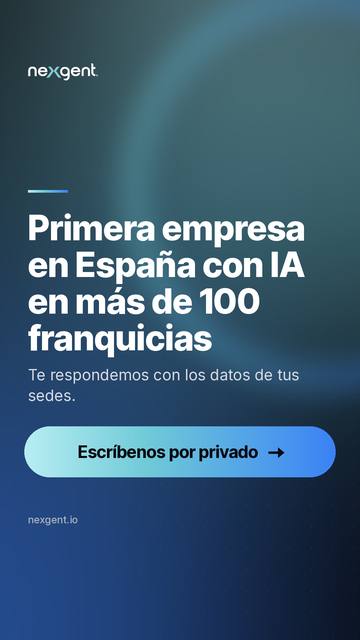 nexgent.
Primera empresa
en España con IA
en más de 100
franquicias
Te respondemos con los datos de tus
sedes.
Escríbenos por privado →
nexgent.io